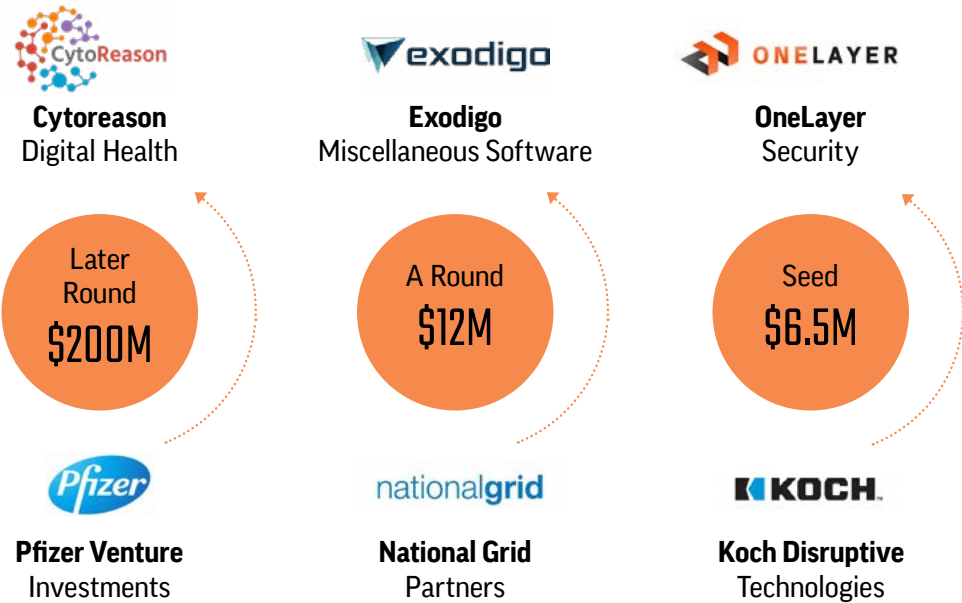 CytoReason
exodigo
ONELAYER
Cytoreason
Digital Health
Exodigo
Miscellaneous Software
OneLayer
Security
Later
Round
$200M
A Round
$12M
Seed
$6.5M
Pfizer
nationalgrid
KOCH
Pfizer Venture
Investments
National Grid
Partners
Koch Disruptive
Technologies